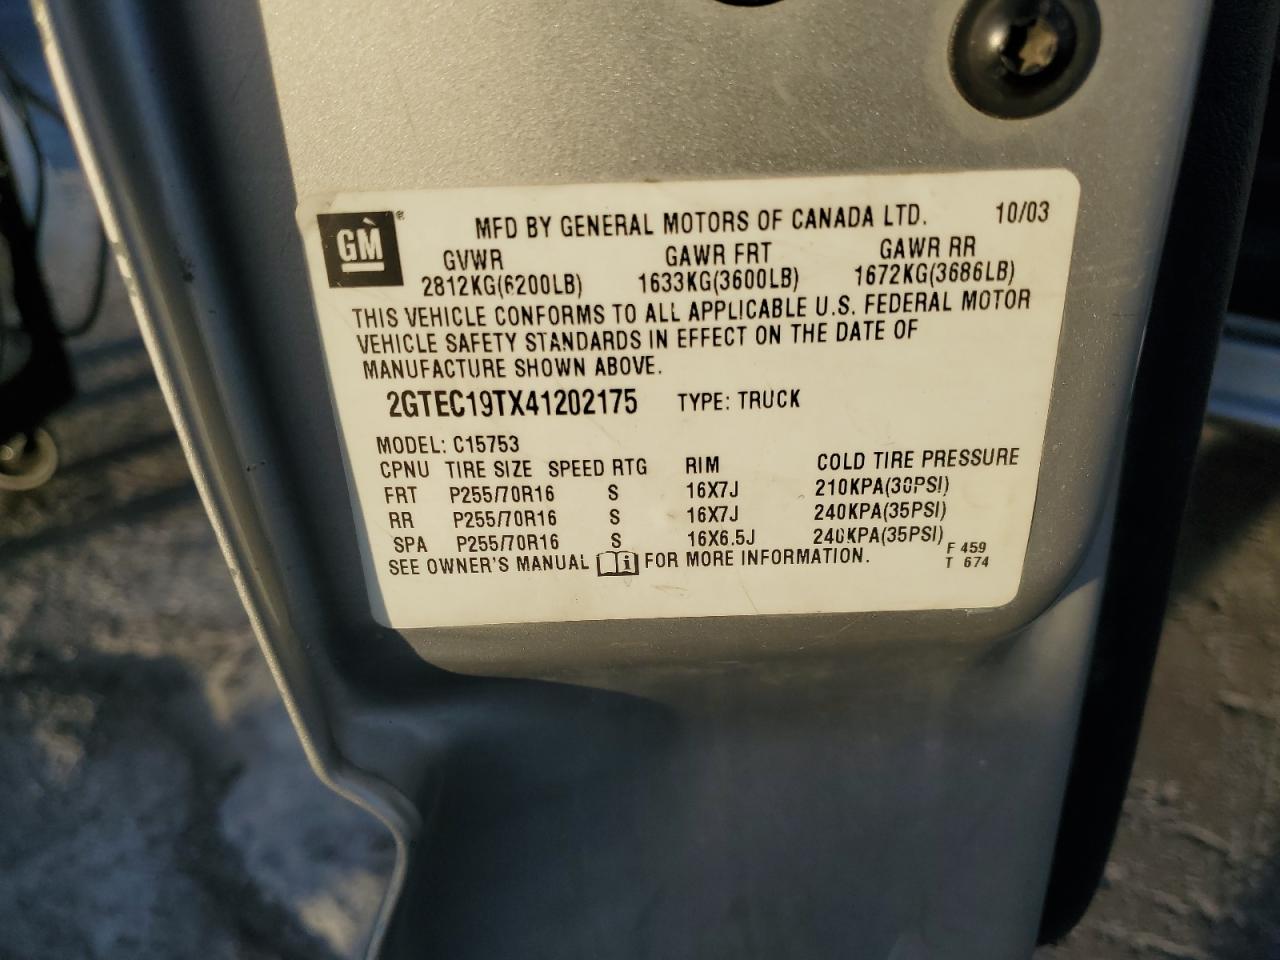 GM® MFD BY GENERAL MOTORS OF CANADA LTD. 10/03
GVWR GAWR FRT GAWR RR
2812KG(6200LB) 1633KG(3600LB) 1672KG(3686LB)
THIS VEHICLE CONFORMS TO ALL APPLICABLE U.S. FEDERAL MOTOR
VEHICLE SAFETY STANDARDS IN EFFECT ON THE DATE OF
MANUFACTURE SHOWN ABOVE.
2GTEC19TX41202175 TYPE: TRUCK
MODEL: C15753
CPNU TIRE SIZE SPEED RTG RIM COLD TIRE PRESSURE
FRT P255/70R16 S 16X7J 210KPA(30PSI)
RR P255/70R16 S 16X7J 240KPA(35PSI)
SPA P255/70R16 S 16X6.5J 240KPA(35PSI)
SEE OWNER'S MANUAL i FOR MORE INFORMATION. F 459
T 674